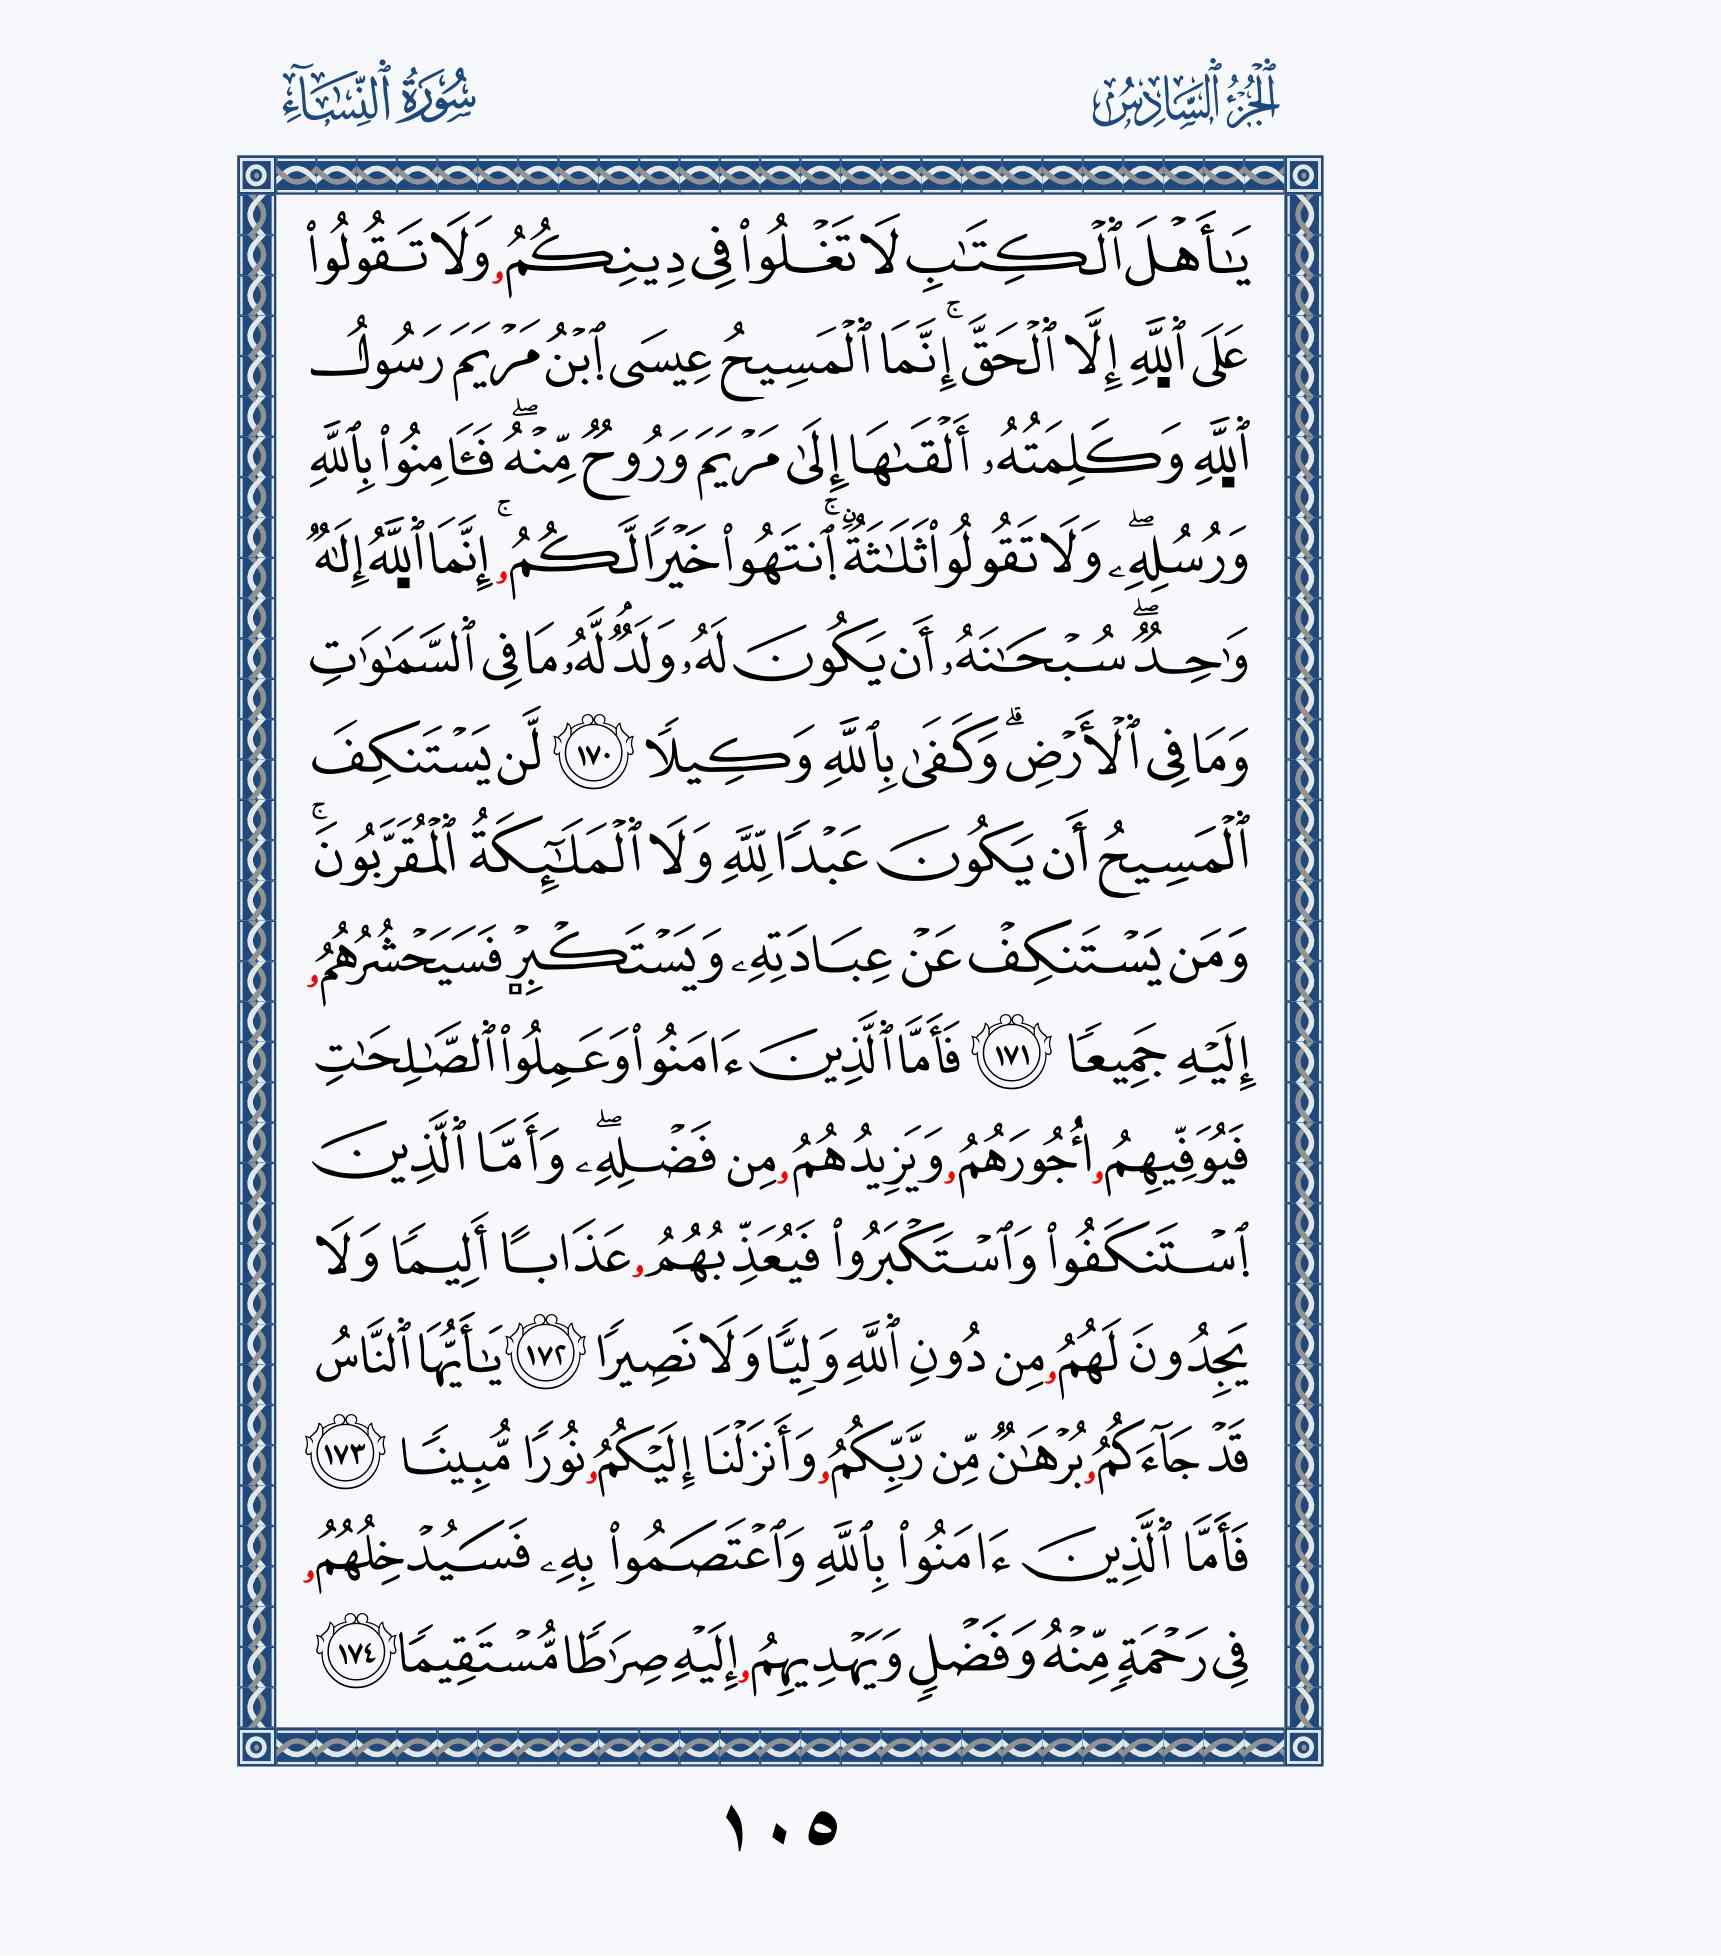 ٱلۡجُزۡءُ ٱلسَّادِسُ
سُورَةُ ٱلنِّسَآءِ
يَٰٓأَهۡلَ ٱلۡكِتَٰبِ لَا تَغۡلُواْ فِي دِينِكُمُۥ وَلَا تَقُولُواْ
عَلَى ٱللَّهِ إِلَّا ٱلۡحَقَّۚ إِنَّمَا ٱلۡمَسِيحُ عِيسَى ٱبۡنُ مَرۡيَمَ رَسُولُ
ٱللَّهِ وَكَلِمَتُهُۥ أَلۡقَىٰهَا إِلَىٰ مَرۡيَمَ وَرُوحٞ مِّنۡهُۖ فَـَٔامِنُواْ بِٱللَّهِ
وَرُسُلِهِۦۖ وَلَا تَقُولُواْ ثَلَٰثَةٌۚ ٱنتَهُواْ خَيۡرٗا لَّكُمُۥۚ إِنَّمَا ٱللَّهُ إِلَٰهٞ
وَٰحِدٞۖ سُبۡحَٰنَهُۥ أَن يَكُونَ لَهُۥ وَلَدٞ لَّهُۥ مَا فِي ٱلسَّمَٰوَٰتِ
وَمَا فِي ٱلۡأَرۡضِۗ وَكَفَىٰ بِٱللَّهِ وَكِيلٗا ١٧٠ لَّن يَسۡتَنكِفَ
ٱلۡمَسِيحُ أَن يَكُونَ عَبۡدٗا لِّلَّهِ وَلَا ٱلۡمَلَٰٓئِكَةُ ٱلۡمُقَرَّبُونَۚ
وَمَن يَسۡتَنكِفۡ عَنۡ عِبَادَتِهِۦ وَيَسۡتَكۡبِرۡ فَسَيَحۡشُرُهُمُۥ
إِلَيۡهِ جَمِيعٗا ١٧١ فَأَمَّا ٱلَّذِينَ ءَامَنُواْ وَعَمِلُواْ ٱلصَّٰلِحَٰتِ
فَيُوَفِّيهِمُۥ أُجُورَهُمُۥ وَيَزِيدُهُمُۥ مِن فَضۡلِهِۦۖ وَأَمَّا ٱلَّذِينَ
ٱسۡتَنكَفُواْ وَٱسۡتَكۡبَرُواْ فَيُعَذِّبُهُمُۥ عَذَابًا أَلِيمٗا وَلَا
يَجِدُونَ لَهُمُۥ مِن دُونِ ٱللَّهِ وَلِيّٗا وَلَا نَصِيرٗا ١٧٢ يَٰٓأَيُّهَا ٱلنَّاسُ
قَدۡ جَآءَكُمُۥ بُرۡهَٰنٞ مِّن رَّبِّكُمُۥ وَأَنزَلۡنَا إِلَيۡكُمُۥ نُورٗا مُّبِينٗا ١٧٣
فَأَمَّا ٱلَّذِينَ ءَامَنُواْ بِٱللَّهِ وَٱعۡتَصَمُواْ بِهِۦ فَسَيُدۡخِلُهُمُۥ
فِي رَحۡمَةٖ مِّنۡهُ وَفَضۡلٖ وَيَهۡدِيهِمُۥ إِلَيۡهِ صِرَٰطٗا مُّسۡتَقِيمٗا ١٧٤
١٠٥